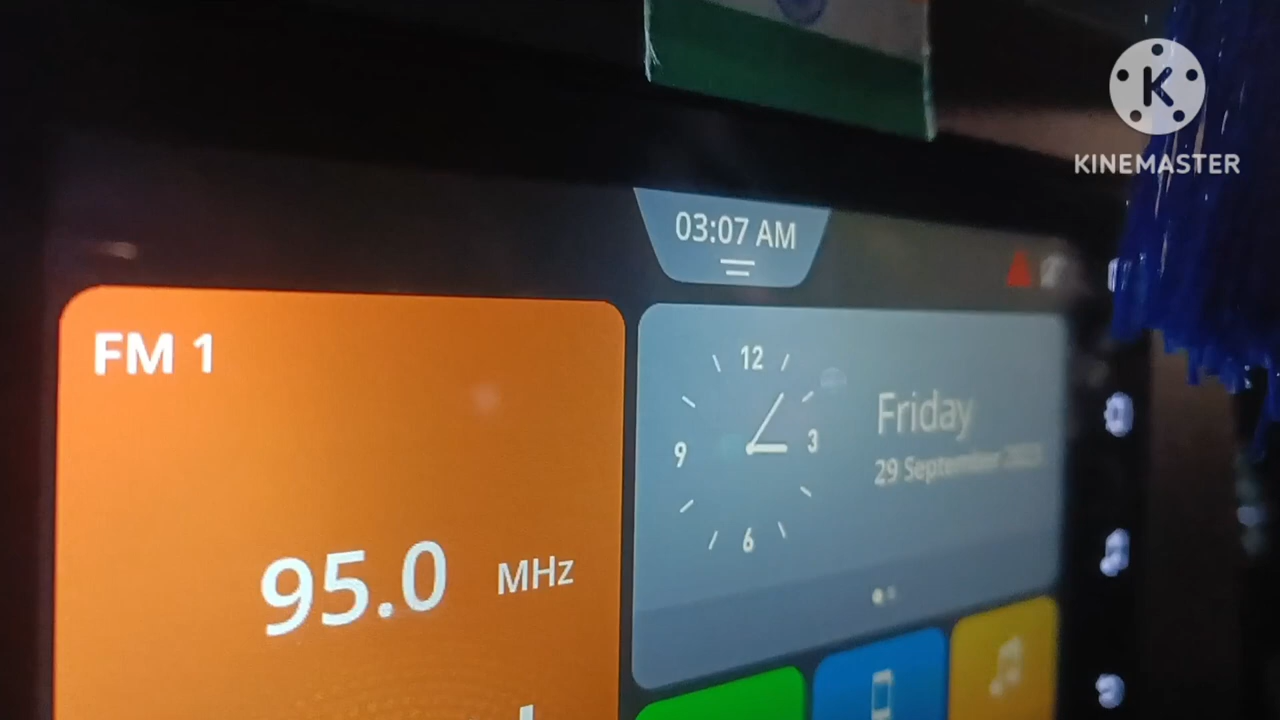 K
KINEMASTER
03:07 AM
FM 1
12
9
3
6
Friday
29 September
95.0 MHz